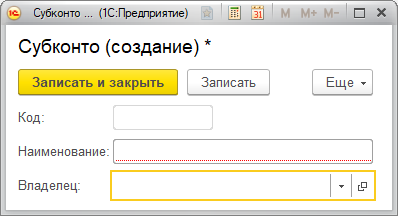 Субконто ... (1С:Предприятие)
M M+ M-
Субконто (создание) *
Записать и закрыть Записать Еще
Код:
Наименование:
Владелец: